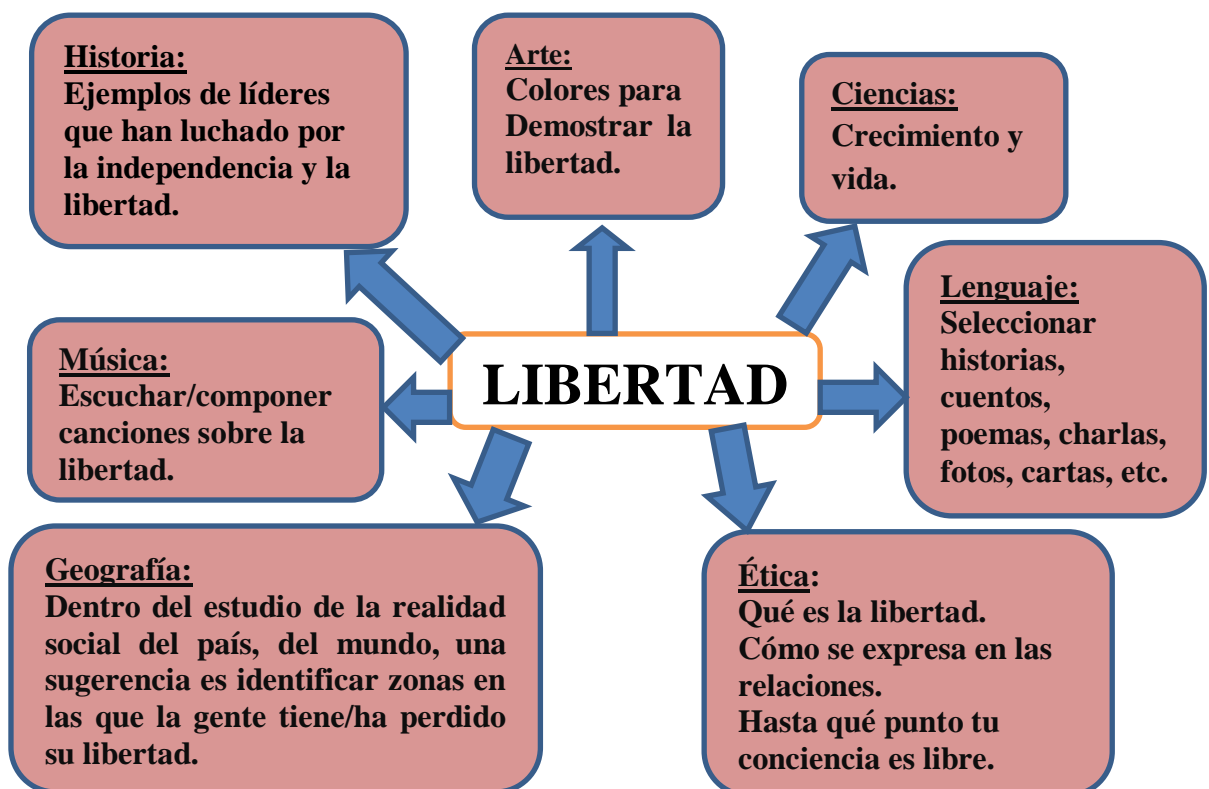 Historia:
Ejemplos de líderes
que han luchado por
la independencia y la
libertad.
Arte:
Colores para
Demostrar la
libertad.
Ciencias:
Crecimiento y
vida.
Música:
Escuchar/componer
canciones sobre la
libertad.
LIBERTAD
Lenguaje:
Seleccionar
historias,
cuentos,
poemas, charlas,
fotos, cartas, etc.
Geografía:
Dentro del estudio de la realidad
social del país, del mundo, una
sugerencia es identificar zonas en
las que la gente tiene/ha perdido
su libertad.
Ética:
Qué es la libertad.
Cómo se expresa en las
relaciones.
Hasta qué punto tu
conciencia es libre.